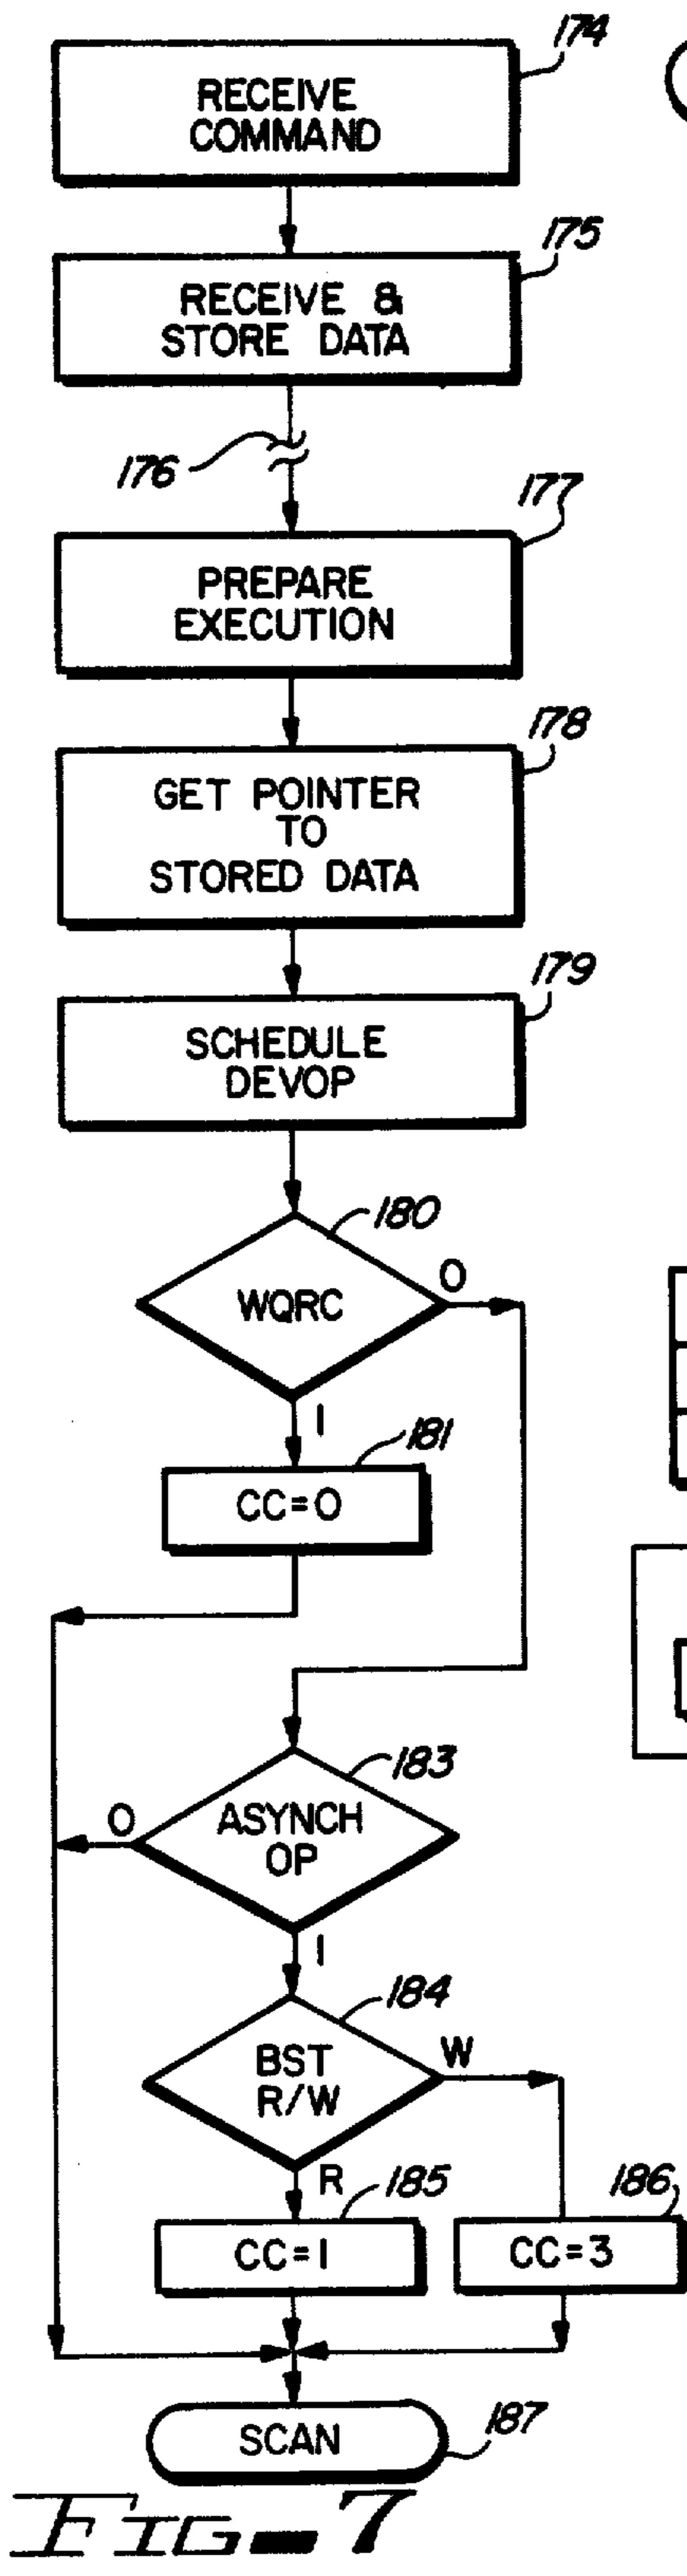 174
RECEIVE
COMMAND
175
RECEIVE &
STORE DATA
176
177
PREPARE
EXECUTION
178
GET POINTER
TO
STORED DATA
179
SCHEDULE
DEVOP
180
WQRC
0
1
181
CC=0
183
ASYNCH
OP
0
1
184
BST
R/W
W
R
185
186
CC=1
CC=3
187
SCAN
FIG-7